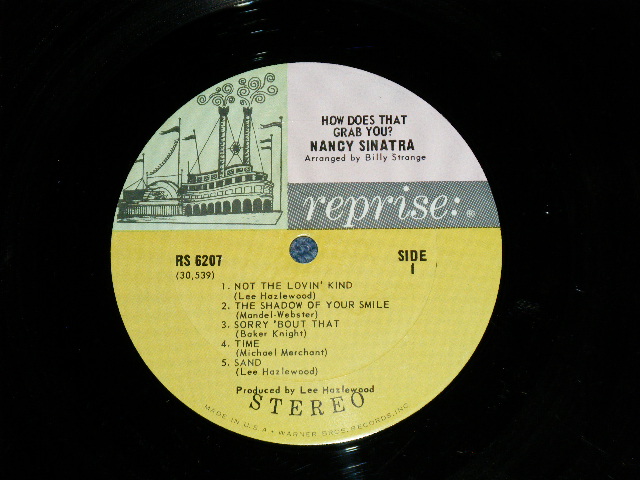 HOW DOES THAT
GRAB YOU?
NANCY SINATRA
Arranged by Billy Strange
reprise:®
RS 6207
(30,539)
SIDE
1
1. NOT THE LOVIN' KIND
(Lee Hazlewood)
2. THE SHADOW OF YOUR SMILE
(Mandel-Webster)
3. SORRY 'BOUT THAT
(Baker Knight)
4. TIME
(Michael Merchant)
5. SAND
(Lee Hazlewood)
Produced by Lee Hazlewood
STEREO
MADE IN U.S.A. • WARNER BROS. RECORDS, INC.